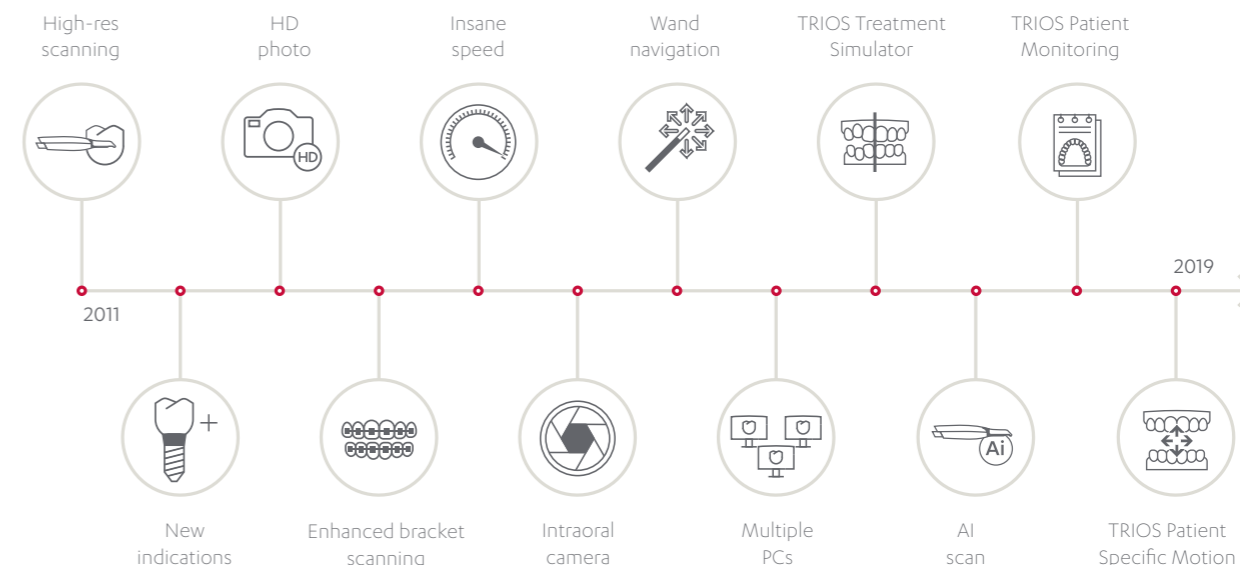 High-res
scanning
HD
photo
Insane
speed
Wand
navigation
TRIOS Treatment
Simulator
TRIOS Patient
Monitoring
HD
2019
2011
Ai
New
indications
Enhanced bracket
scanning
Intraoral
camera
Multiple
PCs
AI
scan
TRIOS Patient
Specific Motion